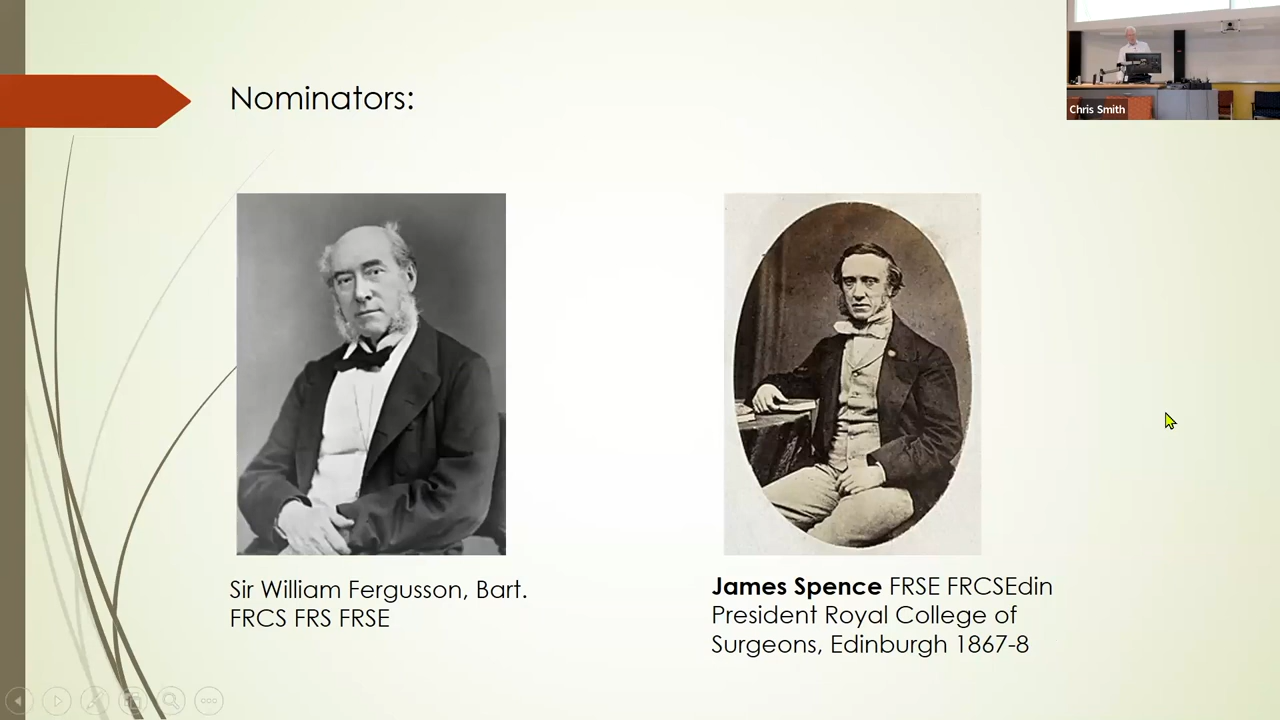 Nominators:
Chris Smith
Sir William Fergusson, Bart.
FRCS FRS FRSE
James Spence FRSE FRCSEdin
President Royal College of
Surgeons, Edinburgh 1867-8